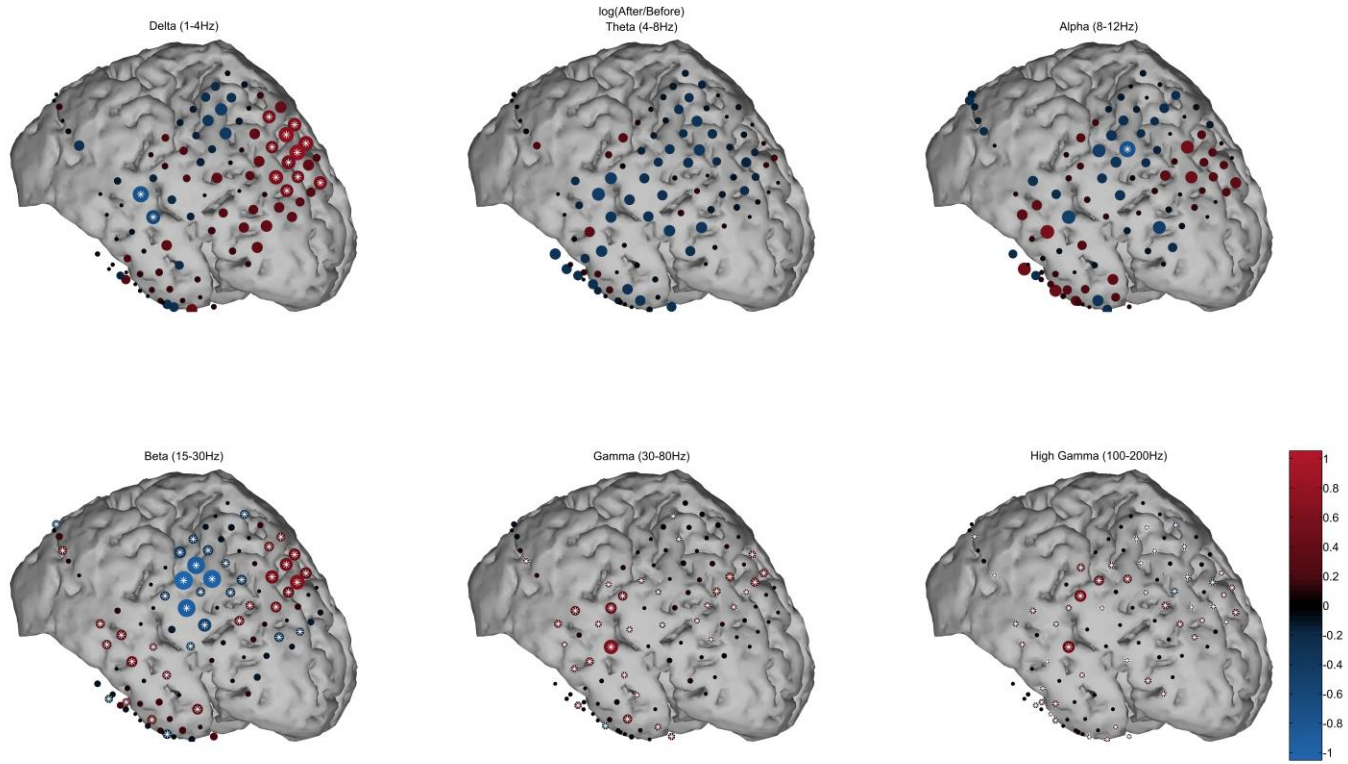 log(After/Before)
Delta (1-4Hz)
Theta (4-8Hz)
Alpha (8-12Hz)
Beta (15-30Hz)
Gamma (30-80Hz)
High Gamma (100-200Hz)
1
0.8
0.6
0.4
0.2
0
-0.2
-0.4
-0.6
-0.8
-1